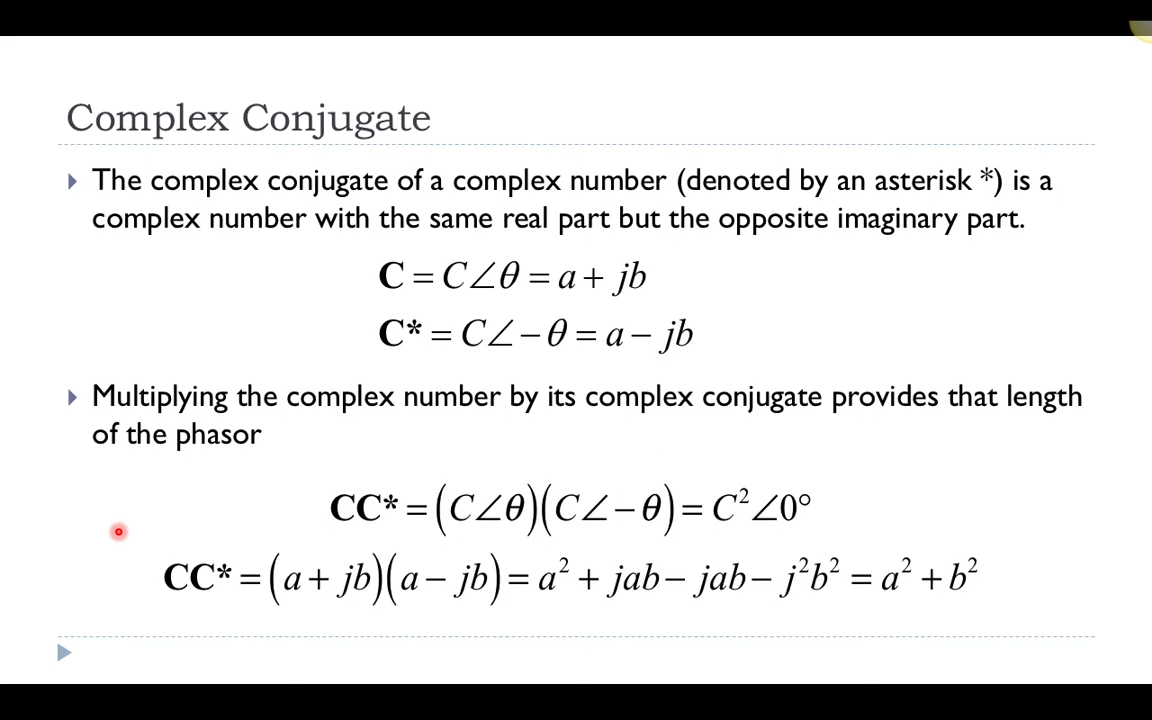 Complex Conjugate
The complex conjugate of a complex number (denoted by an asterisk *) is a
complex number with the same real part but the opposite imaginary part.
C = C∠θ = a + jb
C* = C∠ − θ = a − jb
Multiplying the complex number by its complex conjugate provides that length
of the phasor
CC* = (C∠θ)(C∠ − θ) = C²∠0°
CC* = (a + jb)(a − jb) = a² + jab − jab − j²b² = a² + b²